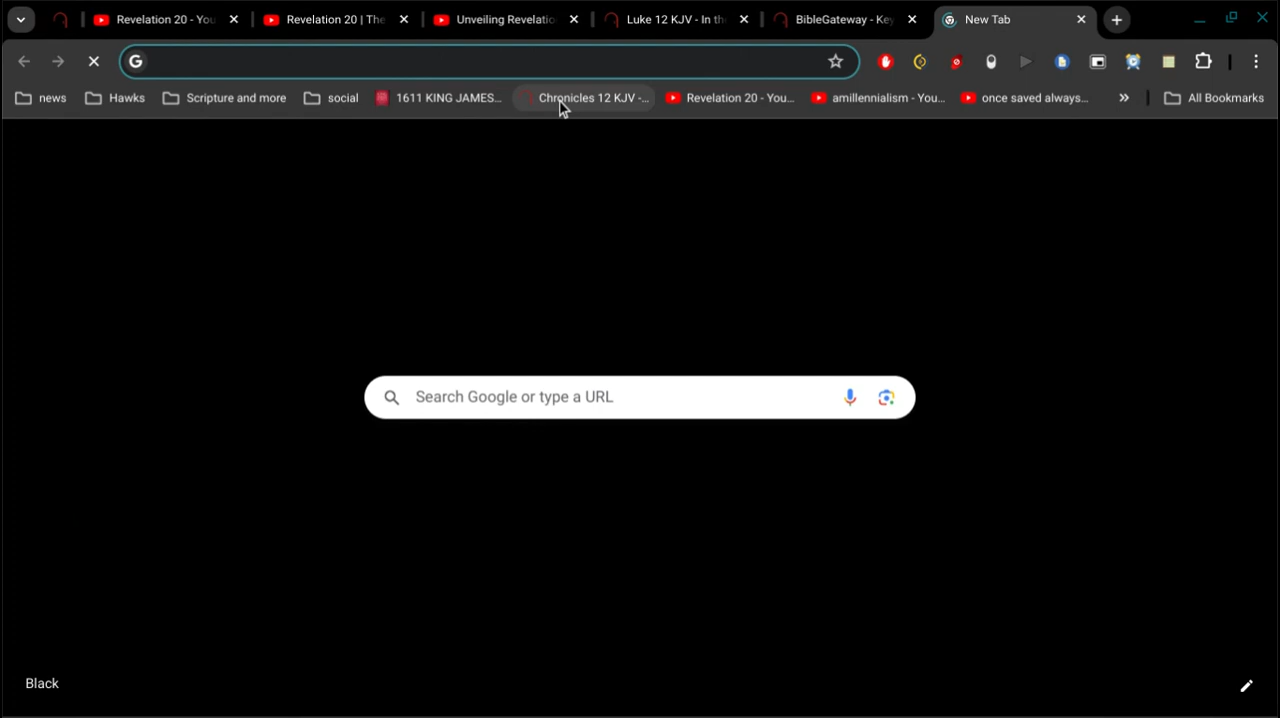 Revelation 20 - You
Revelation 20 | The
Unveiling Revelatio
Luke 12 KJV - In th
BibleGateway - Key
New Tab
news
Hawks
Scripture and more
social
1611 KING JAMES...
Chronicles 12 KJV -...
Revelation 20 - You...
amillennialism - You...
once saved always...
All Bookmarks
Search Google or type a URL
Black